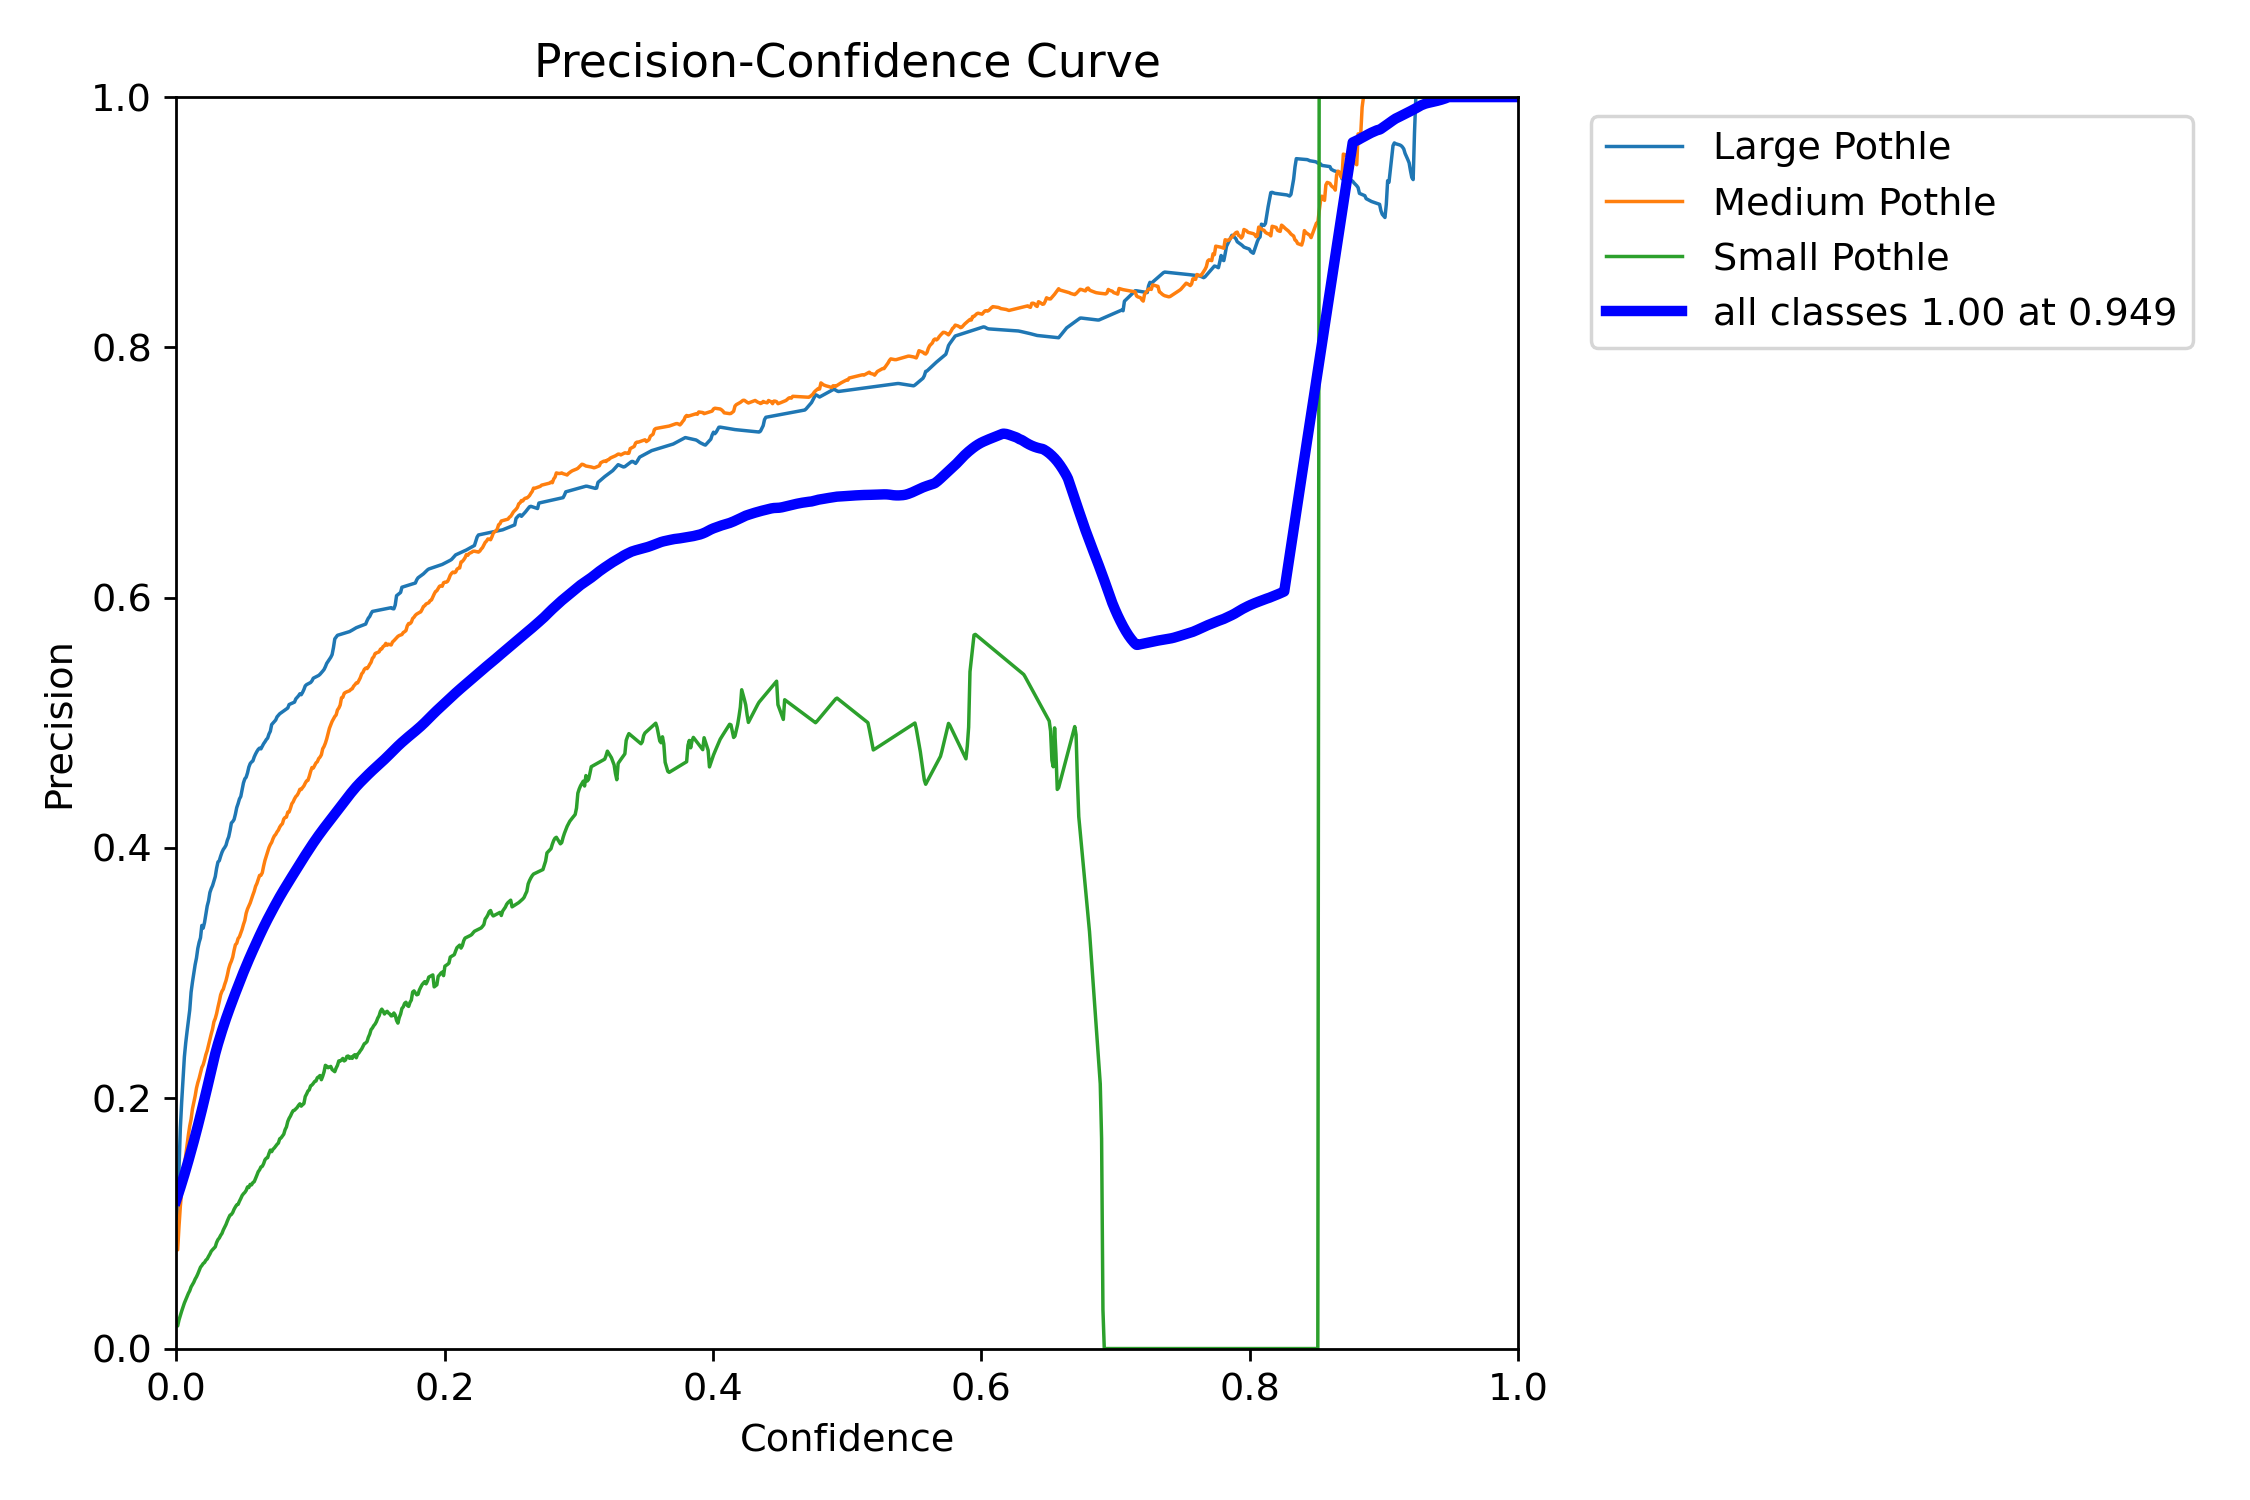 Precision-Confidence Curve
1.0
0.8
0.6
0.4
0.2
0.0
Precision
0.0 0.2 0.4 0.6 0.8 1.0
Confidence
Large Pothle
Medium Pothle
Small Pothle
all classes 1.00 at 0.949